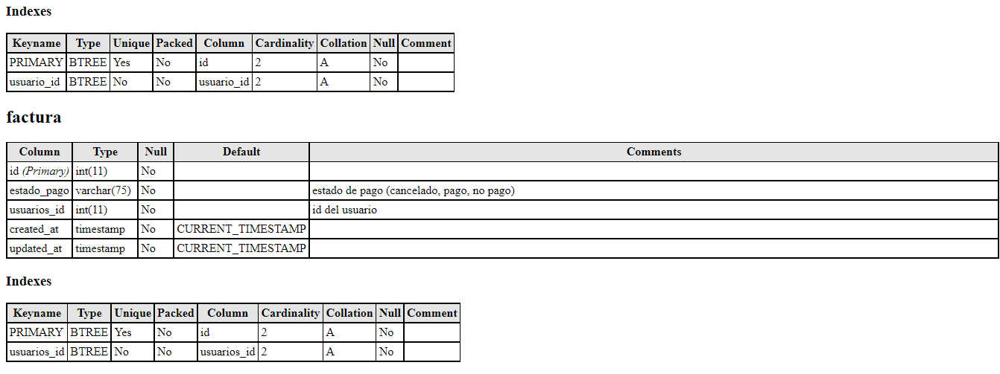 Indexes
Keyname Type Unique Packed Column Cardinality Collation Null Comment
PRIMARY BTREE Yes No id 2 A No
usuario_id BTREE No No usuario_id 2 A No
factura
Column Type Null Default Comments
id (Primary) int(11) No
estado_pago varchar(75) No estado de pago (cancelado, pago, no pago)
usuarios_id int(11) No id del usuario
created_at timestamp No CURRENT_TIMESTAMP
updated_at timestamp No CURRENT_TIMESTAMP
Indexes
Keyname Type Unique Packed Column Cardinality Collation Null Comment
PRIMARY BTREE Yes No id 2 A No
usuarios_id BTREE No No usuarios_id 2 A No